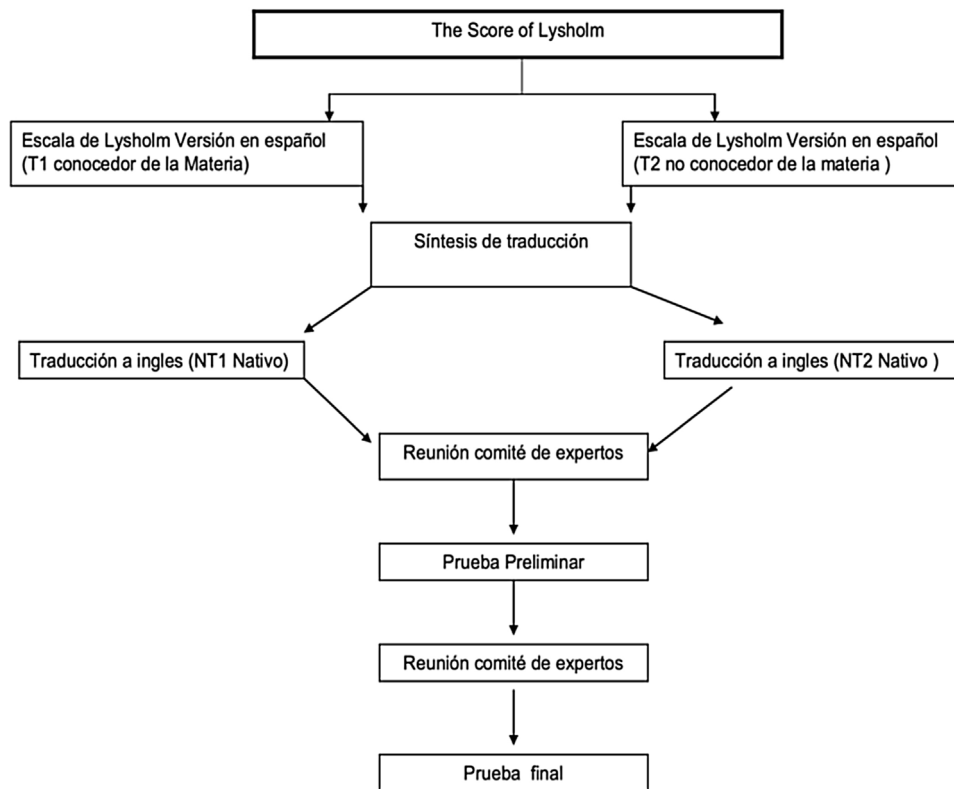 The Score of Lysholm
Escala de Lysholm Versión en español
(T1 conocedor de la Materia)
Escala de Lysholm Versión en español
(T2 no conocedor de la materia )
Síntesis de traducción
Traducción a ingles (NT1 Nativo)
Traducción a ingles (NT2 Nativo )
Reunión comité de expertos
Prueba Preliminar
Reunión comité de expertos
Prueba final